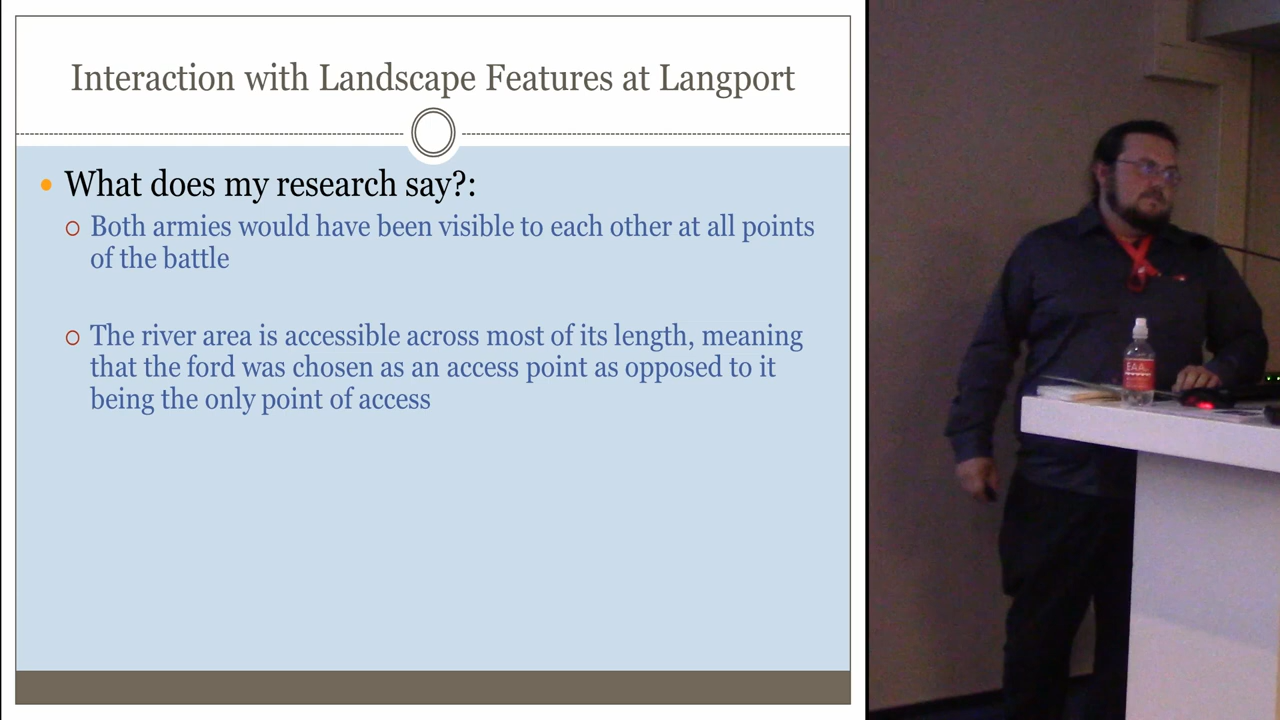 Interaction with Landscape Features at Langport
What does my research say?:
Both armies would have been visible to each other at all points
of the battle
The river area is accessible across most of its length, meaning
that the ford was chosen as an access point as opposed to it
being the only point of access
EAA